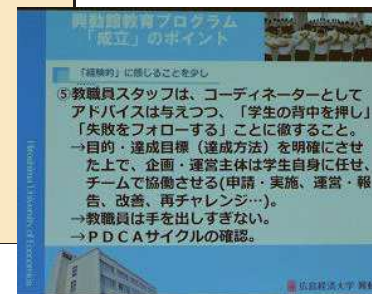 興動館教育プログラム
「成立」のポイント
「経験的」に感じることを少し
⑤教職員スタッフは、コーディネーターとして
アドバイスは与えつつ、「学生の背中を押し」
「失敗をフォローする」ことに徹すること。
→目的・達成目標（達成方法）を明確にさせ
た上で、企画・運営主体は学生自身に任せ、
チームで協働させる(申請・実施、運営・報
告、改善、再チャレンジ…)。
→教職員は手を出しすぎない。
→ＰＤＣＡサイクルの確認。
Hiroshima University of Economics
広島経済大学 興動